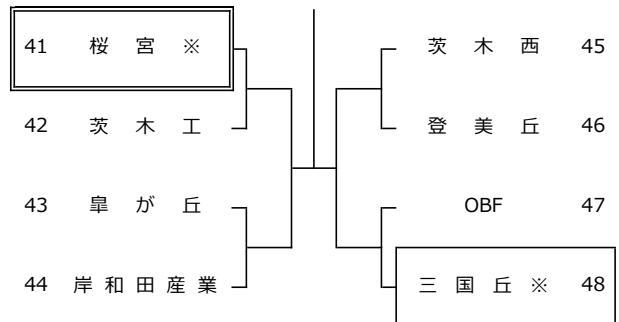 41 桜宮※
42 茨木工
43 皐が丘
44 岸和田産業
茨木西 45
登美丘 46
OBF 47
三国丘※ 48